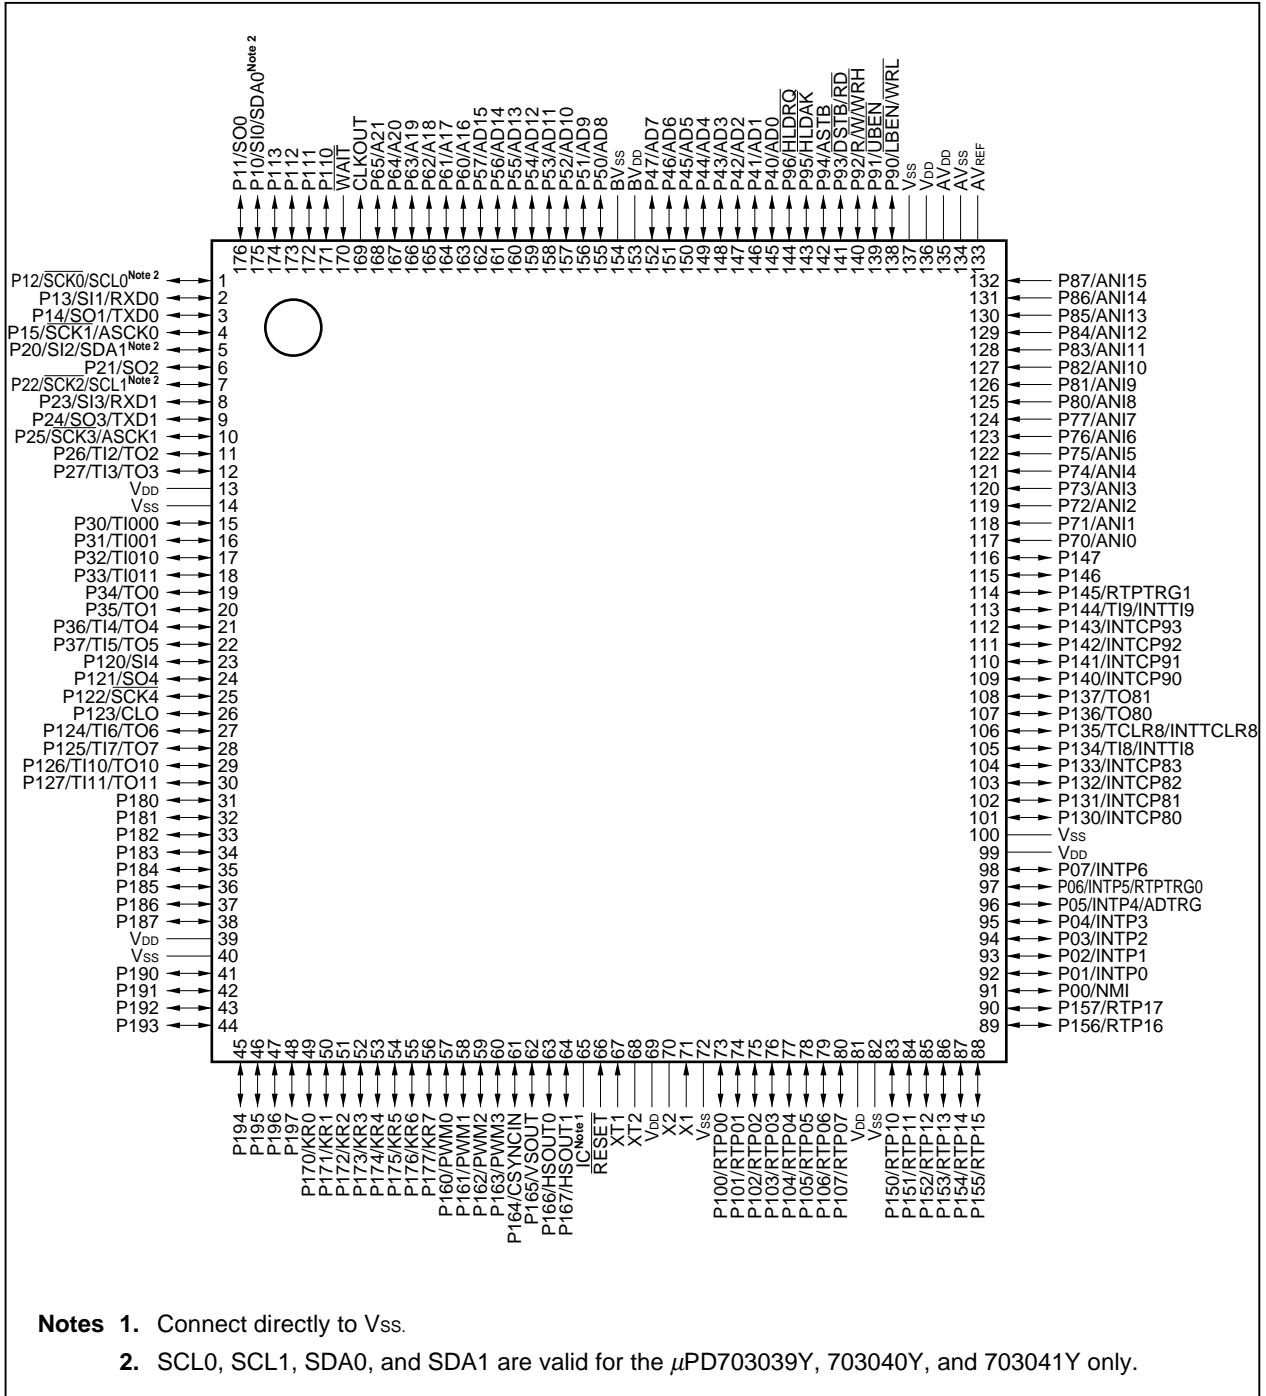 P11/SO0
P10/SI0/SDA0Note 2
P113
P112
P111
P110
WAIT
CLKOUT
P65/A21
P64/A20
P63/A19
P62/A18
P61/A17
P60/A16
P57/AD15
P56/AD14
P55/AD13
P54/AD12
P53/AD11
P52/AD10
P51/AD9
P50/AD8
BVSS
BVDD
P47/AD7
P46/AD6
P45/AD5
P44/AD4
P43/AD3
P42/AD2
P41/AD1
P40/AD0
P96/HLDRQ
P95/HLDAK
P94/ASTB
P93/DSTB/RD
P92/R/W/WRH
P91/UBEN
P90/LBEN/WRL
VSS
VDD
AVDD
AVSS
AVREF
176 175 174 173 172 171 170 169 168 167 166 165 164 163 162 161 160 159 158 157 156 155 154 153 152 151 150 149 148 147 146 145 144 143 142 141 140 139 138 137 136 135 134 133
P12/SCK0/SCL0Note 2 1
P13/SI1/RXD0 2
P14/SO1/TXD0 3
P15/SCK1/ASCK0 4
P20/SI2/SDA1Note 2 5
P21/SO2 6
P22/SCK2/SCL1Note 2 7
P23/SI3/RXD1 8
P24/SO3/TXD1 9
P25/SCK3/ASCK1 10
P26/TI2/TO2 11
P27/TI3/TO3 12
VDD 13
VSS 14
P30/TI000 15
P31/TI001 16
P32/TI010 17
P33/TI011 18
P34/TO0 19
P35/TO1 20
P36/TI4/TO4 21
P37/TI5/TO5 22
P120/SI4 23
P121/SO4 24
P122/SCK4 25
P123/CLO 26
P124/TI6/TO6 27
P125/TI7/TO7 28
P126/TI10/TO10 29
P127/TI11/TO11 30
P180 31
P181 32
P182 33
P183 34
P184 35
P185 36
P186 37
P187 38
VDD 39
VSS 40
P190 41
P191 42
P192 43
P193 44
132 P87/ANI15
131 P86/ANI14
130 P85/ANI13
129 P84/ANI12
128 P83/ANI11
127 P82/ANI10
126 P81/ANI9
125 P80/ANI8
124 P77/ANI7
123 P76/ANI6
122 P75/ANI5
121 P74/ANI4
120 P73/ANI3
119 P72/ANI2
118 P71/ANI1
117 P70/ANI0
116 P147
115 P146
114 P145/RTPTRG1
113 P144/TI9/INTTI9
112 P143/INTCP93
111 P142/INTCP92
110 P141/INTCP91
109 P140/INTCP90
108 P137/TO81
107 P136/TO80
106 P135/TCLR8/INTTCLR8
105 P134/TI8/INTTI8
104 P133/INTCP83
103 P132/INTCP82
102 P131/INTCP81
101 P130/INTCP80
100 VSS
99 VDD
98 P07/INTP6
97 P06/INTP5/RTPTRG0
96 P05/INTP4/ADTRG
95 P04/INTP3
94 P03/INTP2
93 P02/INTP1
92 P01/INTP0
91 P00/NMI
90 P157/RTP17
89 P156/RTP16
45 46 47 48 49 50 51 52 53 54 55 56 57 58 59 60 61 62 63 64 65 66 67 68 69 70 71 72 73 74 75 76 77 78 79 80 81 82 83 84 85 86 87 88
P194
P195
P196
P197
P170/KR0
P171/KR1
P172/KR2
P173/KR3
P174/KR4
P175/KR5
P176/KR6
P177/KR7
P160/PWM0
P161/PWM1
P162/PWM2
P163/PWM3
P164/CSYNCIN
P165/VSOUT
P166/HSOUT0
P167/HSOUT1
ICNote 1
RESET
XT1
XT2
VDD
X2
X1
VSS
P100/RTP00
P101/RTP01
P102/RTP02
P103/RTP03
P104/RTP04
P105/RTP05
P106/RTP06
P107/RTP07
VDD
VSS
P150/RTP10
P151/RTP11
P152/RTP12
P153/RTP13
P154/RTP14
P155/RTP15
Notes 1. Connect directly to VSS.
2. SCL0, SCL1, SDA0, and SDA1 are valid for the μPD703039Y, 703040Y, and 703041Y only.